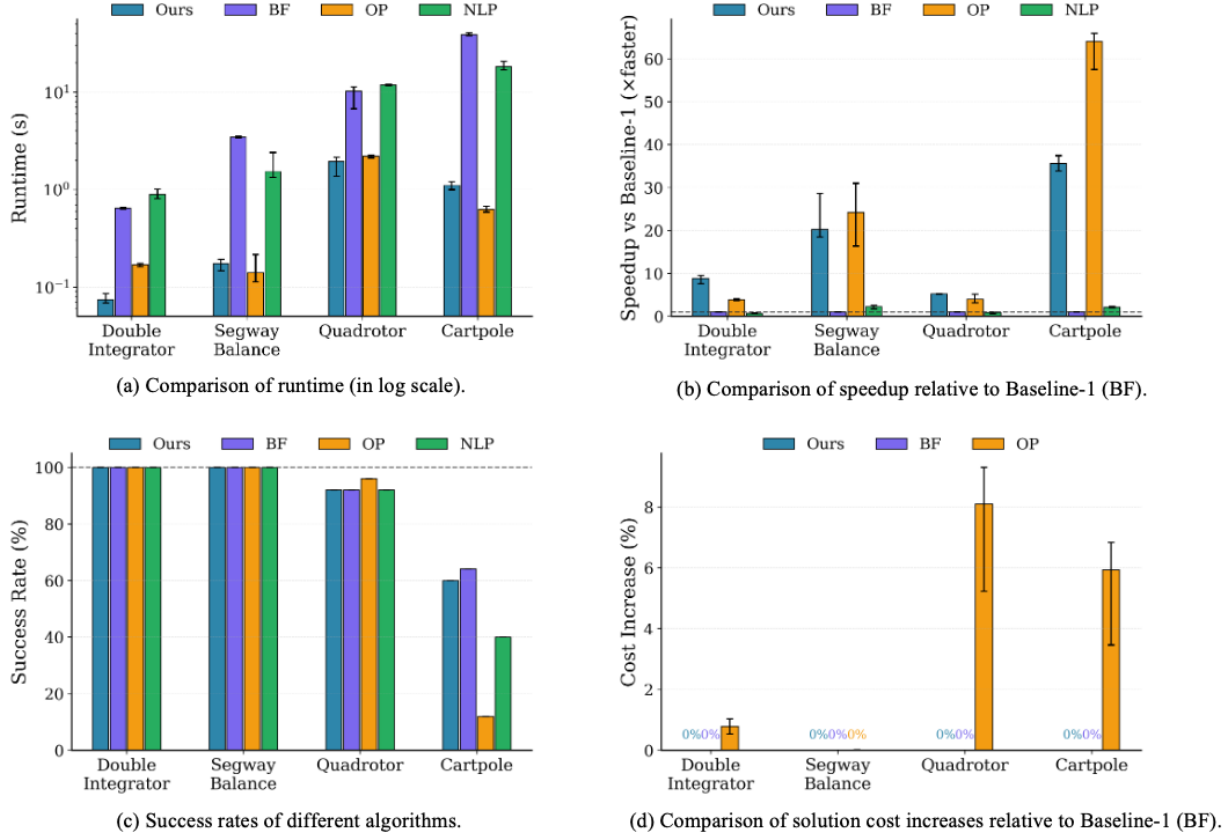 Ours BF OP NLP
Runtime (s)
10¹
10⁰
10⁻¹
Double Integrator
Segway Balance
Quadrotor
Cartpole
(a) Comparison of runtime (in log scale).
Ours BF OP NLP
Speedup vs Baseline-1 (×faster)
60
50
40
30
20
10
0
Double Integrator
Segway Balance
Quadrotor
Cartpole
(b) Comparison of speedup relative to Baseline-1 (BF).
Ours BF OP NLP
Success Rate (%)
100
80
60
40
20
0
Double Integrator
Segway Balance
Quadrotor
Cartpole
(c) Success rates of different algorithms.
Ours BF OP
Cost Increase (%)
8
6
4
2
0
0%0%
0%0%0%
0%0%
0%0%
Double Integrator
Segway Balance
Quadrotor
Cartpole
(d) Comparison of solution cost increases relative to Baseline-1 (BF).